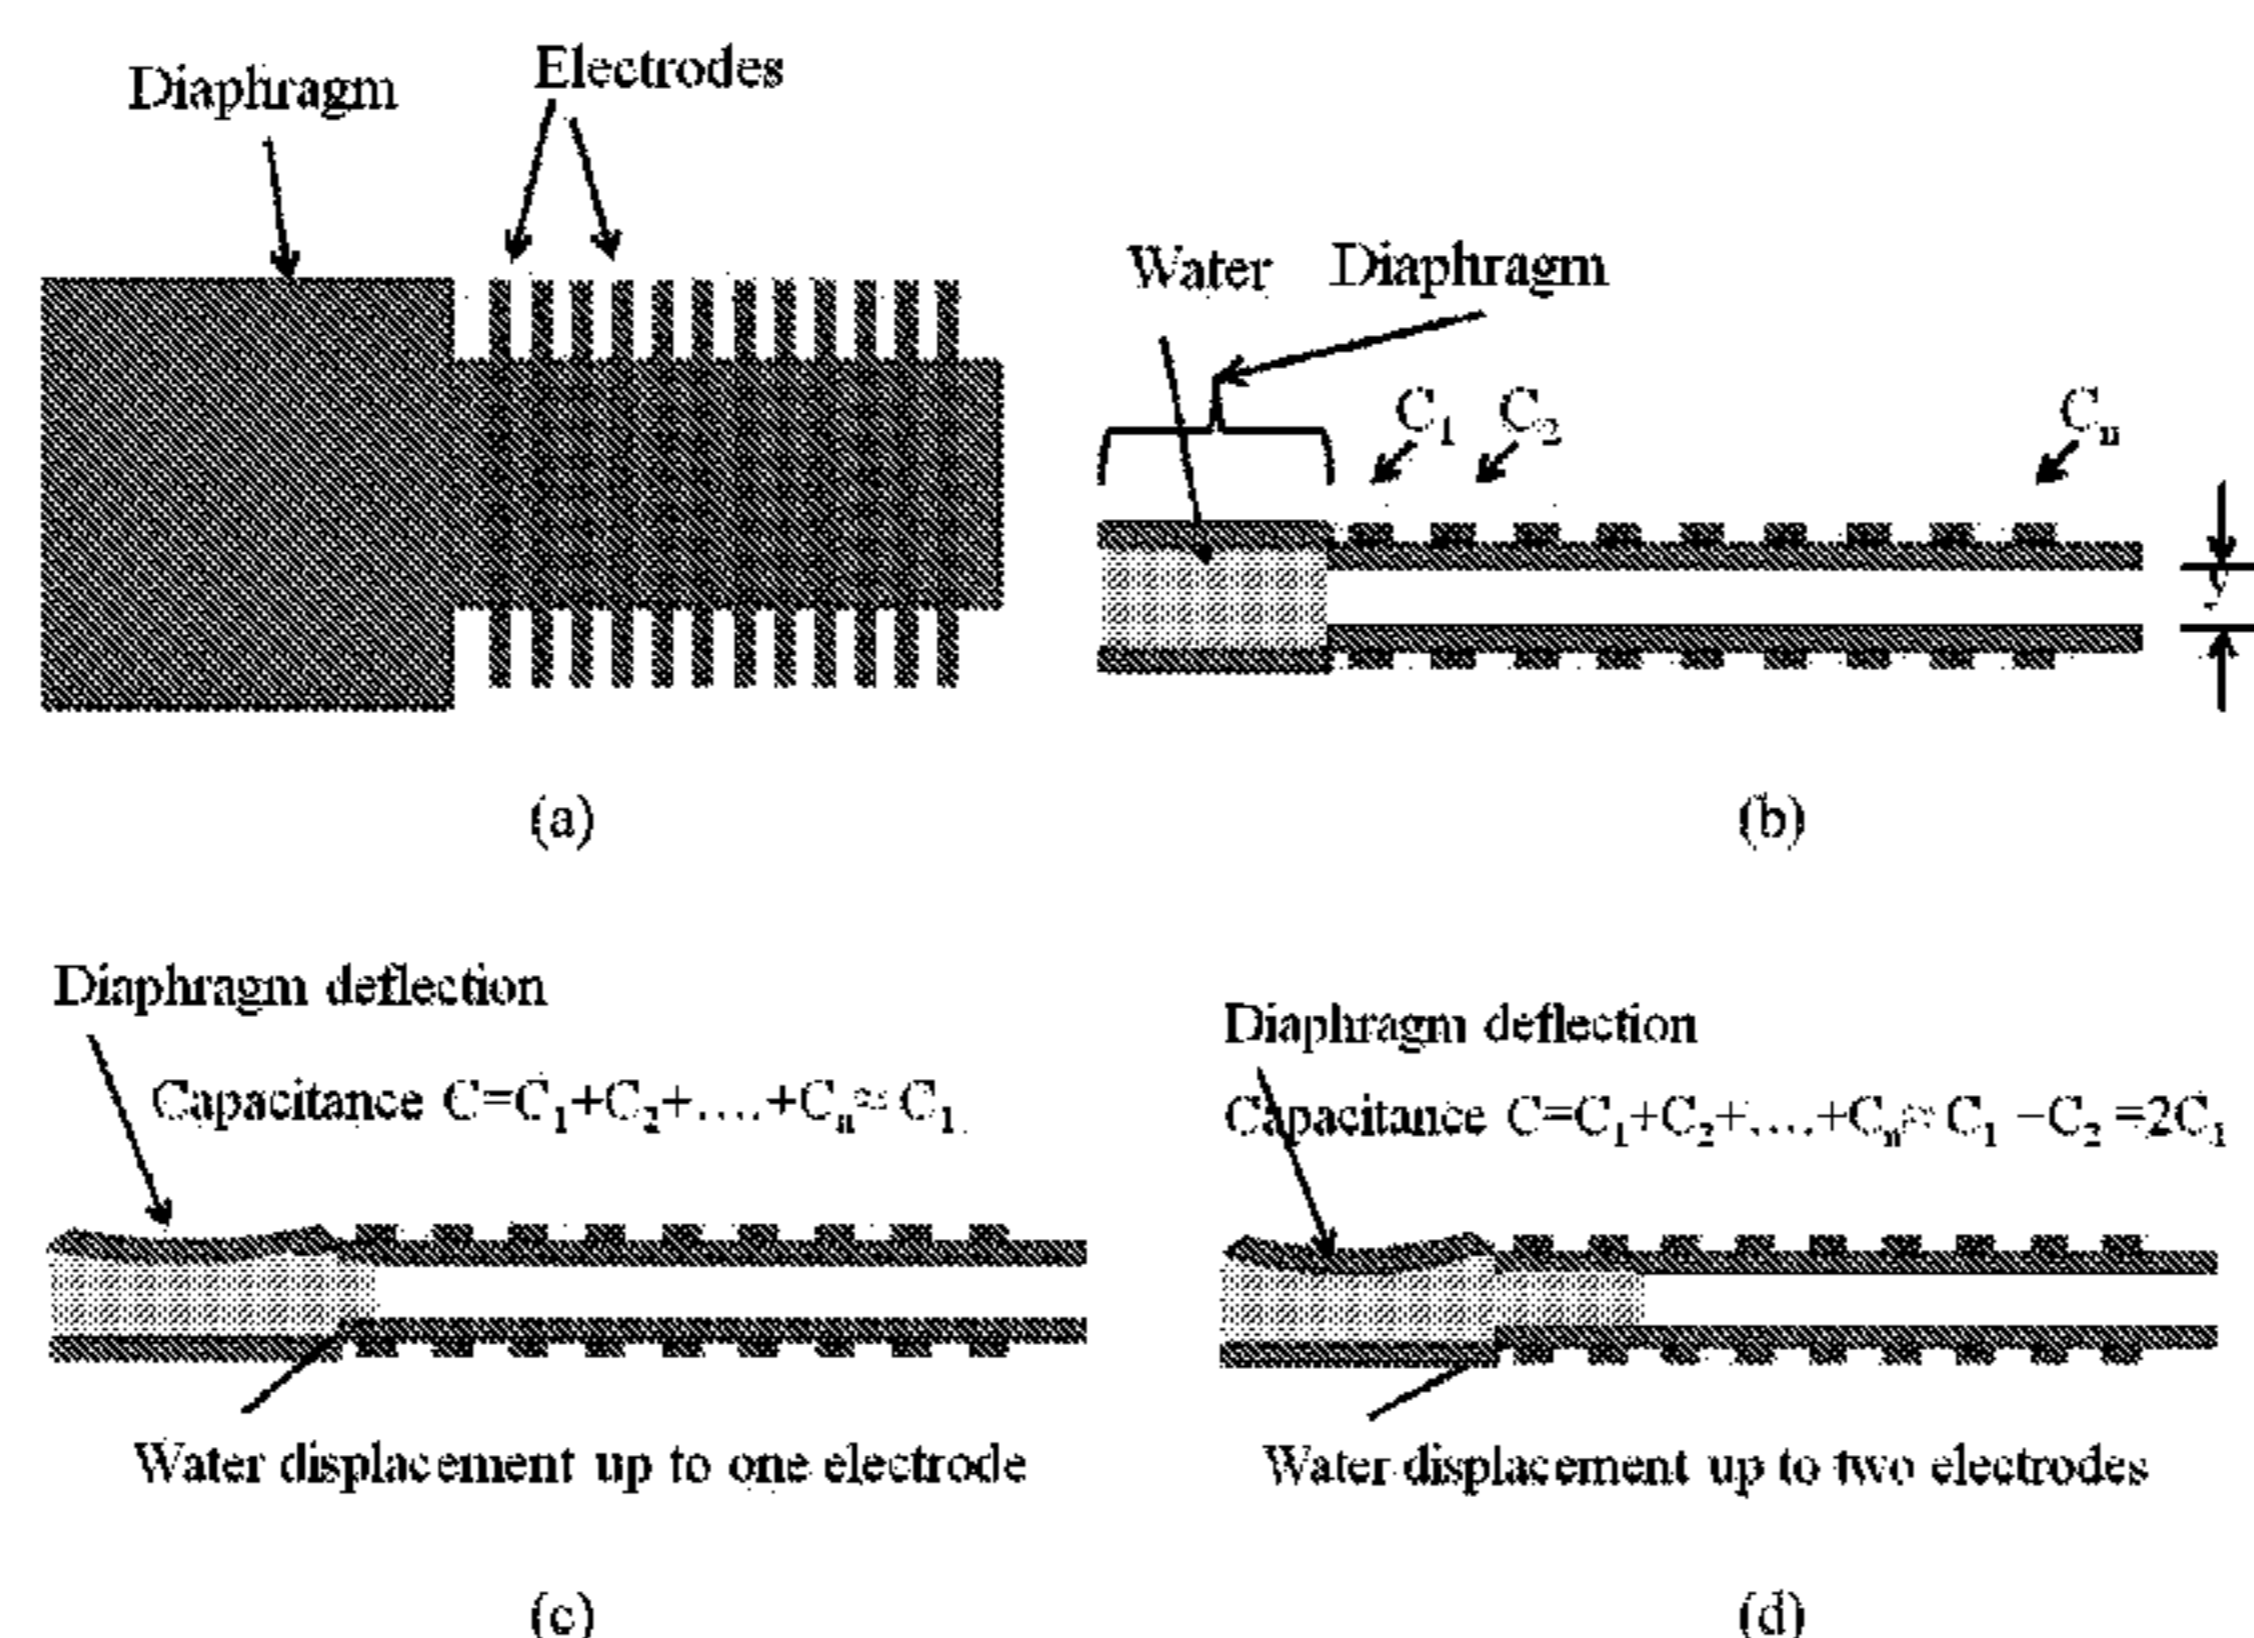 Diaphragm
Electrodes
Water
Diaphragm
C₁
C₂
Cₙ
y
(a)
(b)
Diaphragm deflection
Capacitance C=C₁+C₂+....+Cₙ≈C₁
Water displacement up to one electrode
(c)
Diaphragm deflection
Capacitance C=C₁+C₂+....+Cₙ≈C₁−C₂=2C₁
Water displacement up to two electrodes
(d)